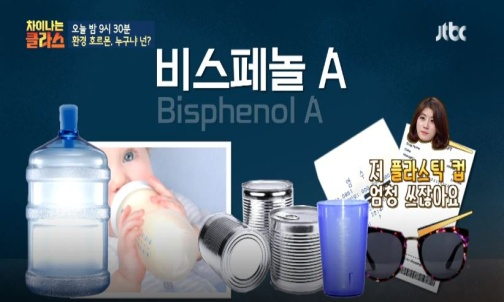 차이나는
클라스
오늘 밤 9시 30분
환경 호르몬, 누구냐 넌?
jtbc
비스페놀 A
Bisphenol A
저 플라스틱 컵
엄청 쓰잖아요